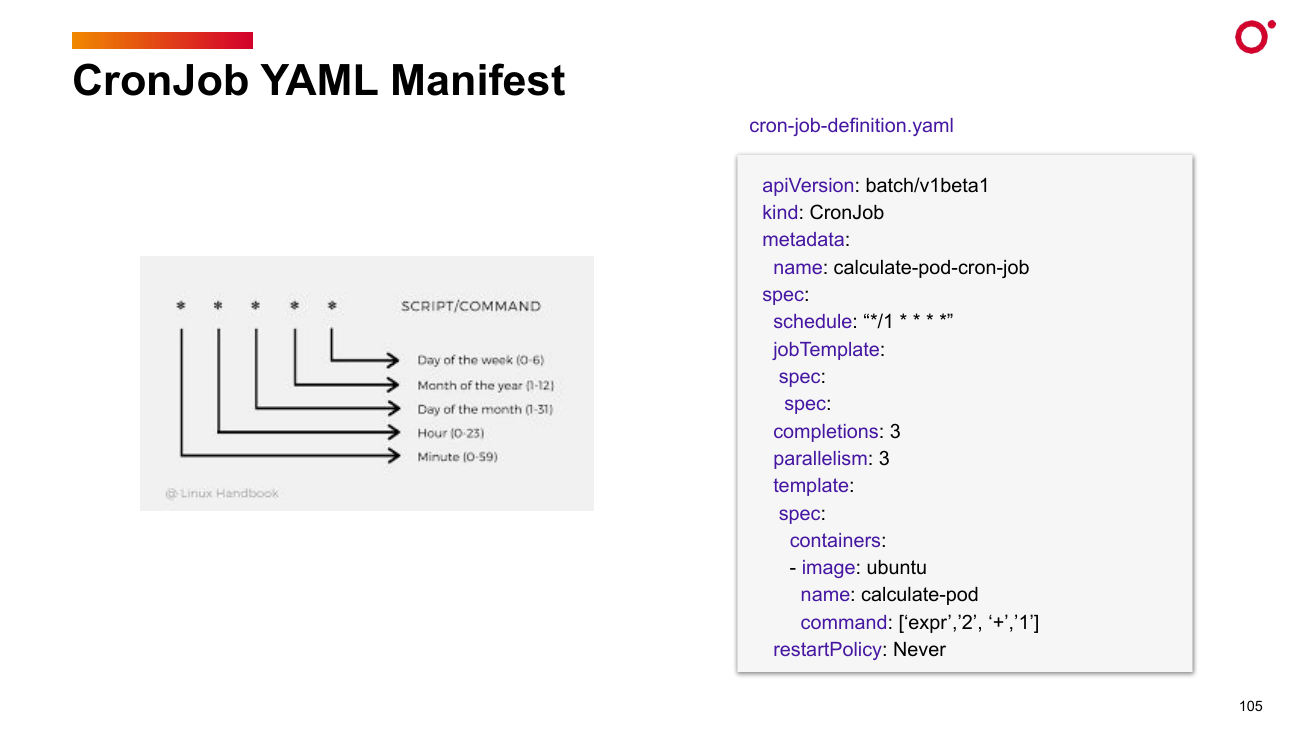 CronJob YAML Manifest
cron-job-definition.yaml
* * * * * SCRIPT/COMMAND
Day of the week (0-6)
Month of the year (1-12)
Day of the month (1-31)
Hour (0-23)
Minute (0-59)
@ Linux Handbook
apiVersion: batch/v1beta1
kind: CronJob
metadata:
  name: calculate-pod-cron-job
spec:
  schedule: “*/1 * * * *”
  jobTemplate:
   spec:
    spec:
  completions: 3
  parallelism: 3
  template:
   spec:
     containers:
     - image: ubuntu
       name: calculate-pod
       command: [‘expr’,’2’, ‘+’,’1’]
  restartPolicy: Never
105